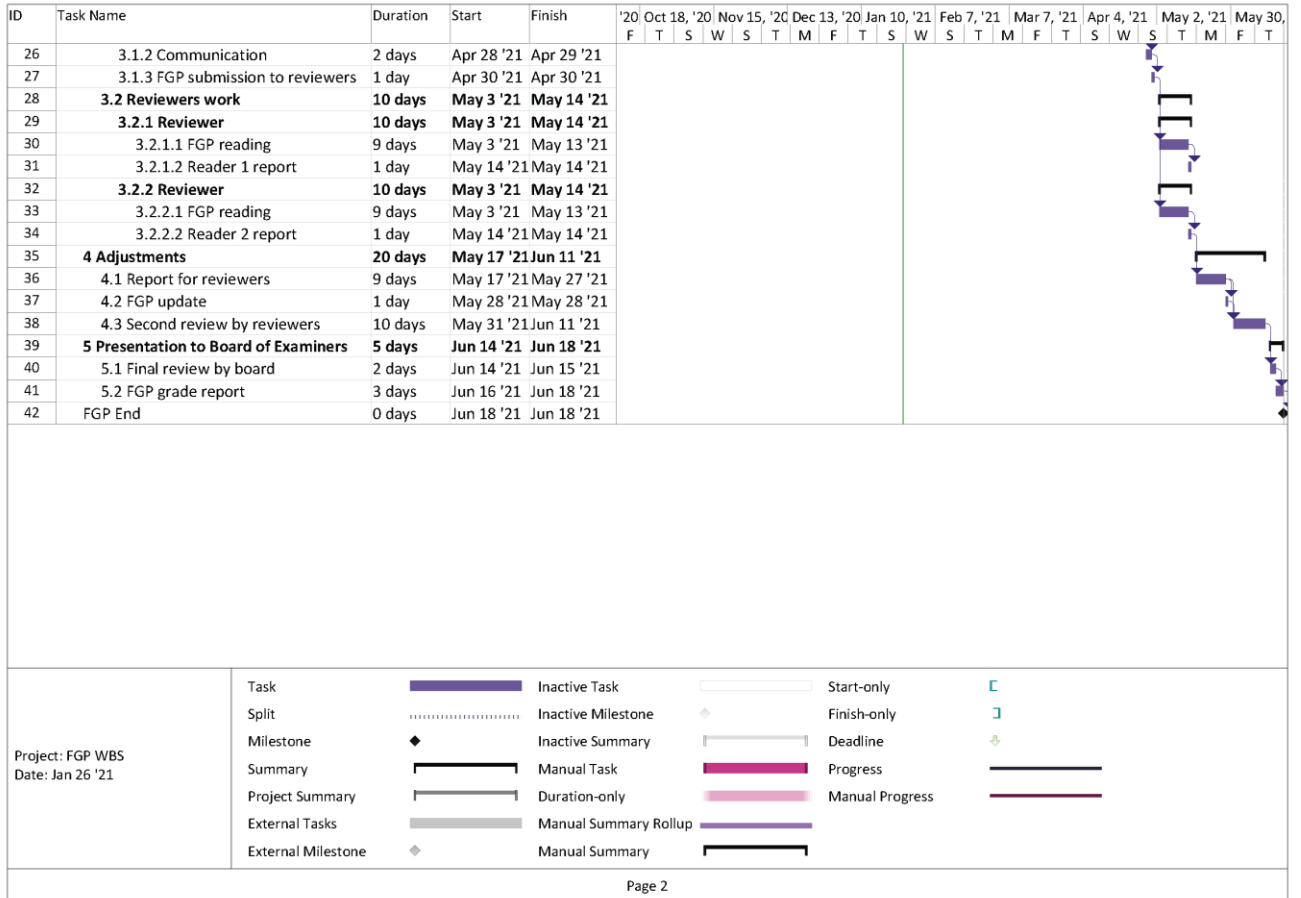 ID Task Name Duration Start Finish '20 Oct 18, '20 Nov 15, '20 Dec 13, '20 Jan 10, '21 Feb 7, '21 Mar 7, '21 Apr 4, '21 May 2, '21 May 30,
F T S W S T M F T S W S T M F T S W S T M F T
26 3.1.2 Communication 2 days Apr 28 '21 Apr 29 '21
27 3.1.3 FGP submission to reviewers 1 day Apr 30 '21 Apr 30 '21
28 3.2 Reviewers work 10 days May 3 '21 May 14 '21
29 3.2.1 Reviewer 10 days May 3 '21 May 14 '21
30 3.2.1.1 FGP reading 9 days May 3 '21 May 13 '21
31 3.2.1.2 Reader 1 report 1 day May 14 '21 May 14 '21
32 3.2.2 Reviewer 10 days May 3 '21 May 14 '21
33 3.2.2.1 FGP reading 9 days May 3 '21 May 13 '21
34 3.2.2.2 Reader 2 report 1 day May 14 '21 May 14 '21
35 4 Adjustments 20 days May 17 '21 Jun 11 '21
36 4.1 Report for reviewers 9 days May 17 '21 May 27 '21
37 4.2 FGP update 1 day May 28 '21 May 28 '21
38 4.3 Second review by reviewers 10 days May 31 '21 Jun 11 '21
39 5 Presentation to Board of Examiners 5 days Jun 14 '21 Jun 18 '21
40 5.1 Final review by board 2 days Jun 14 '21 Jun 15 '21
41 5.2 FGP grade report 3 days Jun 16 '21 Jun 18 '21
42 FGP End 0 days Jun 18 '21 Jun 18 '21
Project: FGP WBS
Date: Jan 26 '21
Task Inactive Task Start-only
Split Inactive Milestone Finish-only
Milestone Inactive Summary Deadline
Summary Manual Task Progress
Project Summary Duration-only Manual Progress
External Tasks Manual Summary Rollup
External Milestone Manual Summary
Page 2